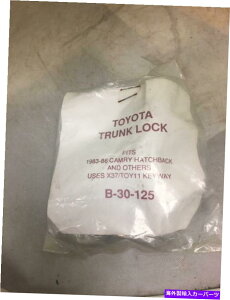 TOYOTA
TRUNK LOCK
FITS
1983-86 CAMRY HATCHBACK
AND OTHERS
USES X37/TOY11 KEYWAY
B-30-125
海外製輸入カーパーツ